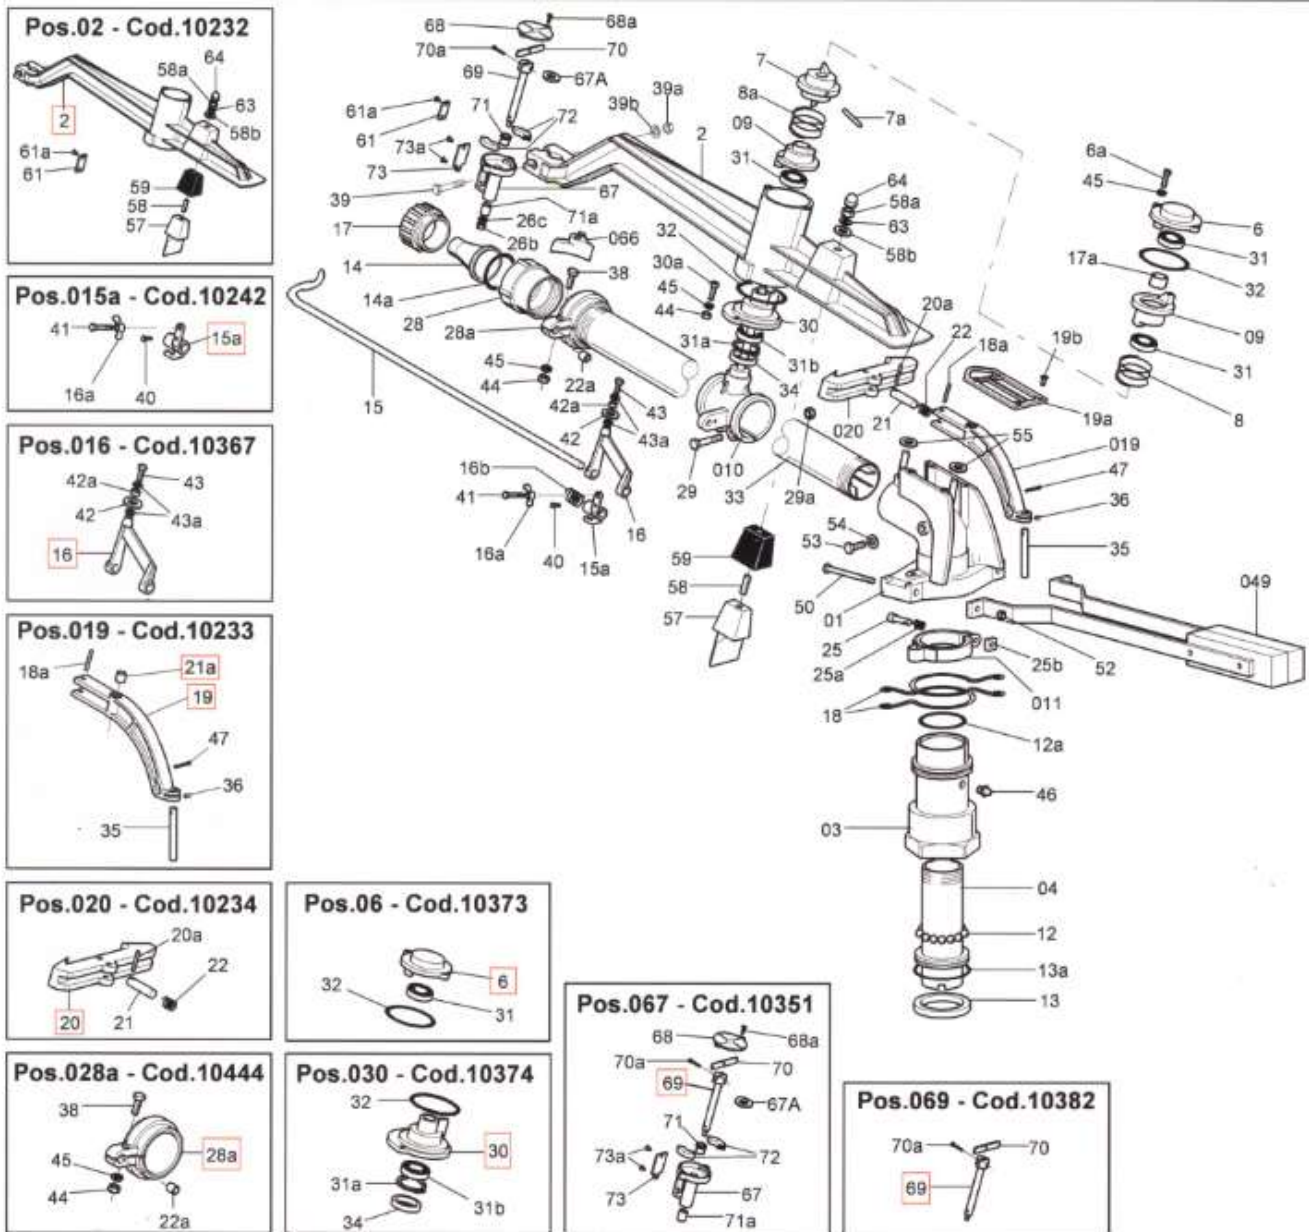 Pos.02 - Cod.10232
64
58a
63
58b
2
61a
61
59
58
57
Pos.015a - Cod.10242
41
15a
16a
40
Pos.016 - Cod.10367
43
42a
42
43a
16
Pos.019 - Cod.10233
18a
21a
19
47
36
35
Pos.020 - Cod.10234
20a
22
20
21
Pos.028a - Cod.10444
38
28a
45
44
22a
Pos.06 - Cod.10373
32
6
31
Pos.030 - Cod.10374
32
30
31a
31b
34
Pos.067 - Cod.10351
68
68a
70a
70
69
67A
71
72
73a
73
67
71a
Pos.069 - Cod.10382
70a
70
69
68
68a
70a
70
69
67A
61a
61
71
72
73a
73
39
67
71a
26c
26b
066
17
14
14a
28
28a
38
45
44
22a
15
39b
39a
2
7
8a
7a
09
31
64
58a
63
58b
32
30a
45
44
30
31a
31b
34
20a
22
18a
19b
19a
020
21
43
42a
42
43a
16b
41
16a
40
15a
16
29
010
33
29a
55
019
47
36
35
54
53
59
58
57
50
01
25
25a
25b
52
049
011
18
12a
46
03
04
12
13a
13
6a
45
6
31
17a
32
09
31
8